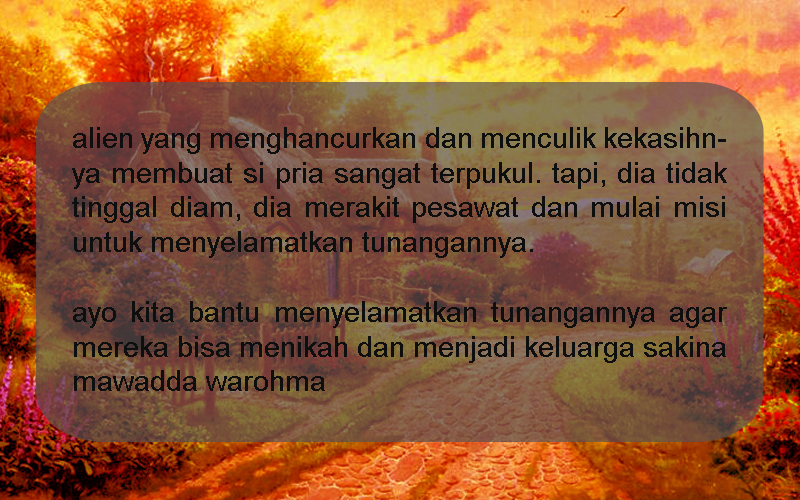 alien yang menghancurkan dan menculik kekasihn-
ya membuat si pria sangat terpukul. tapi, dia tidak
tinggal diam, dia merakit pesawat dan mulai misi
untuk menyelamatkan tunangannya.
ayo kita bantu menyelamatkan tunangannya agar
mereka bisa menikah dan menjadi keluarga sakina
mawadda warohma